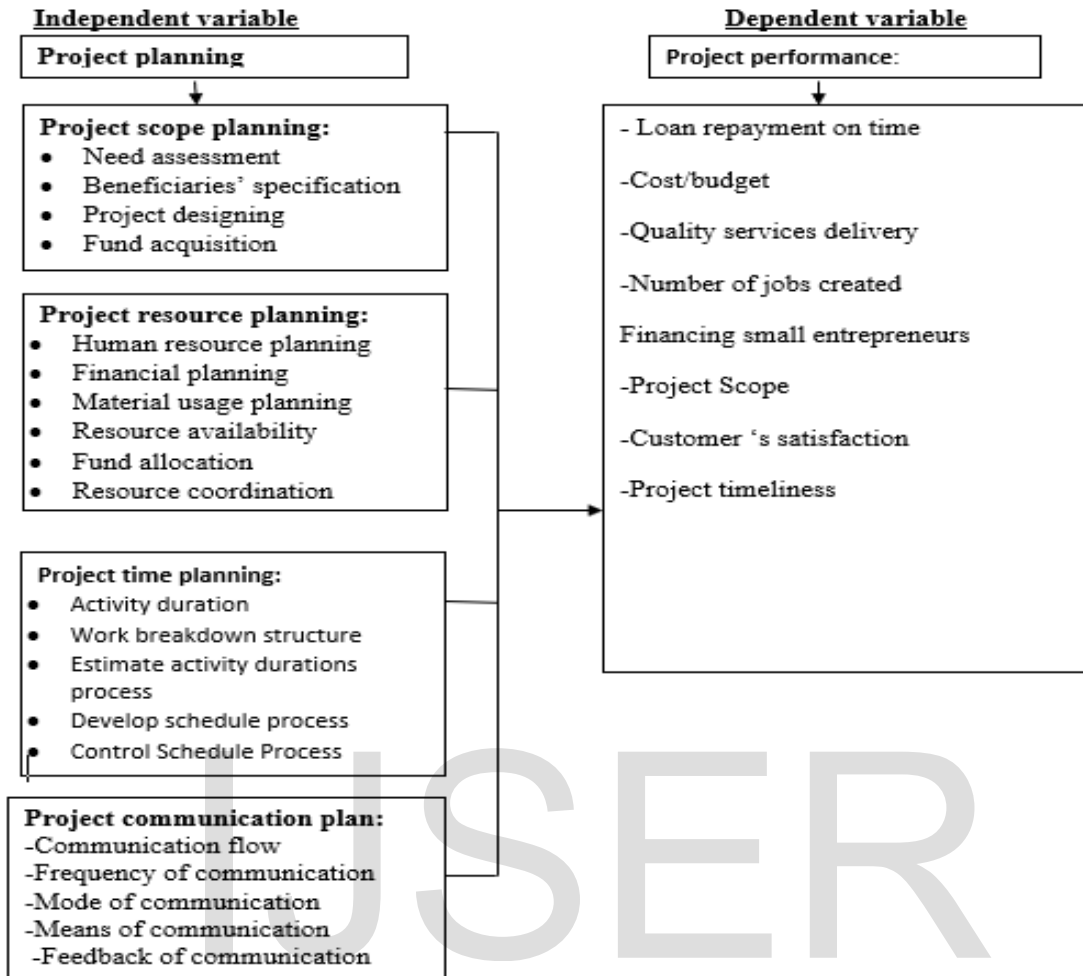 Independent variable
Project planning
Project scope planning:
• Need assessment
• Beneficiaries’ specification
• Project designing
• Fund acquisition
Project resource planning:
• Human resource planning
• Financial planning
• Material usage planning
• Resource availability
• Fund allocation
• Resource coordination
Project time planning:
• Activity duration
• Work breakdown structure
• Estimate activity durations
process
• Develop schedule process
• Control Schedule Process
Project communication plan:
-Communication flow
-Frequency of communication
-Mode of communication
-Means of communication
-Feedback of communication
Dependent variable
Project performance:
- Loan repayment on time
-Cost/budget
-Quality services delivery
-Number of jobs created
Financing small entrepreneurs
-Project Scope
-Customer ‘s satisfaction
-Project timeliness
IJSER